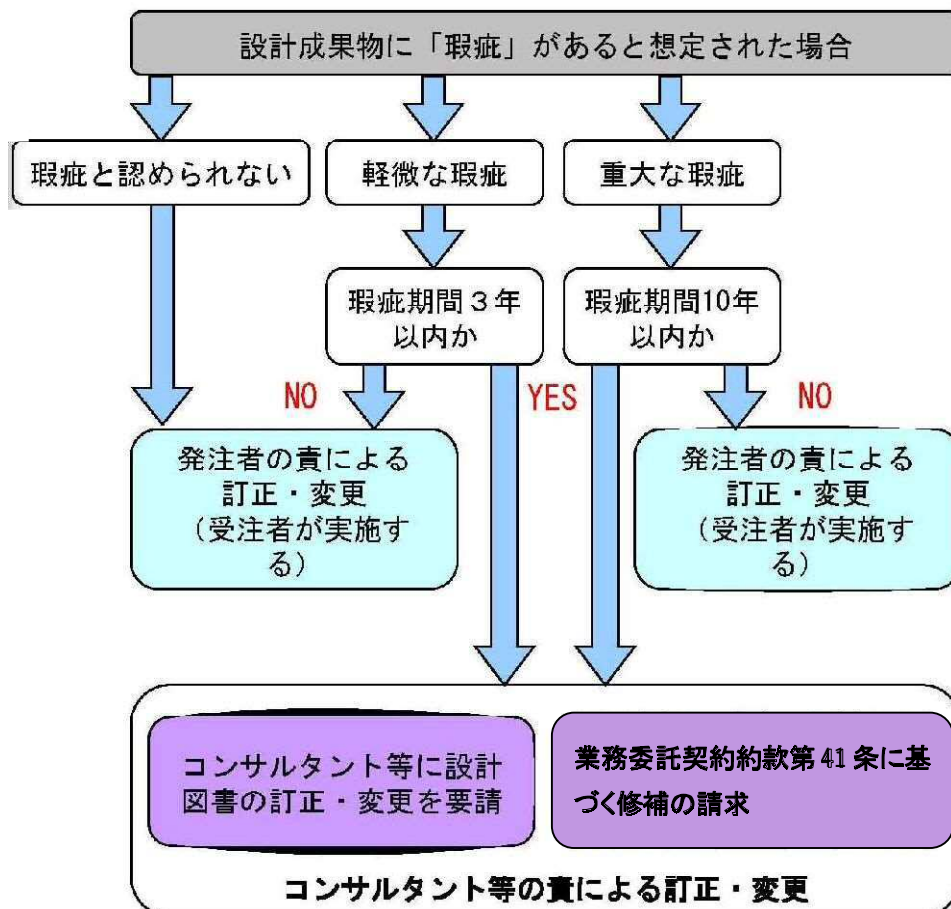 設計成果物に「瑕疵」があると想定された場合
瑕疵と認められない
軽微な瑕疵
重大な瑕疵
瑕疵期間３年
以内か
瑕疵期間10年
以内か
NO
YES
NO
発注者の責による
訂正・変更
（受注者が実施す
る）
発注者の責による
訂正・変更
（受注者が実施す
る）
コンサルタント等に設計
図書の訂正・変更を要請
業務委託契約約款第 41 条に基
づく修補の請求
コンサルタント等の責による訂正・変更